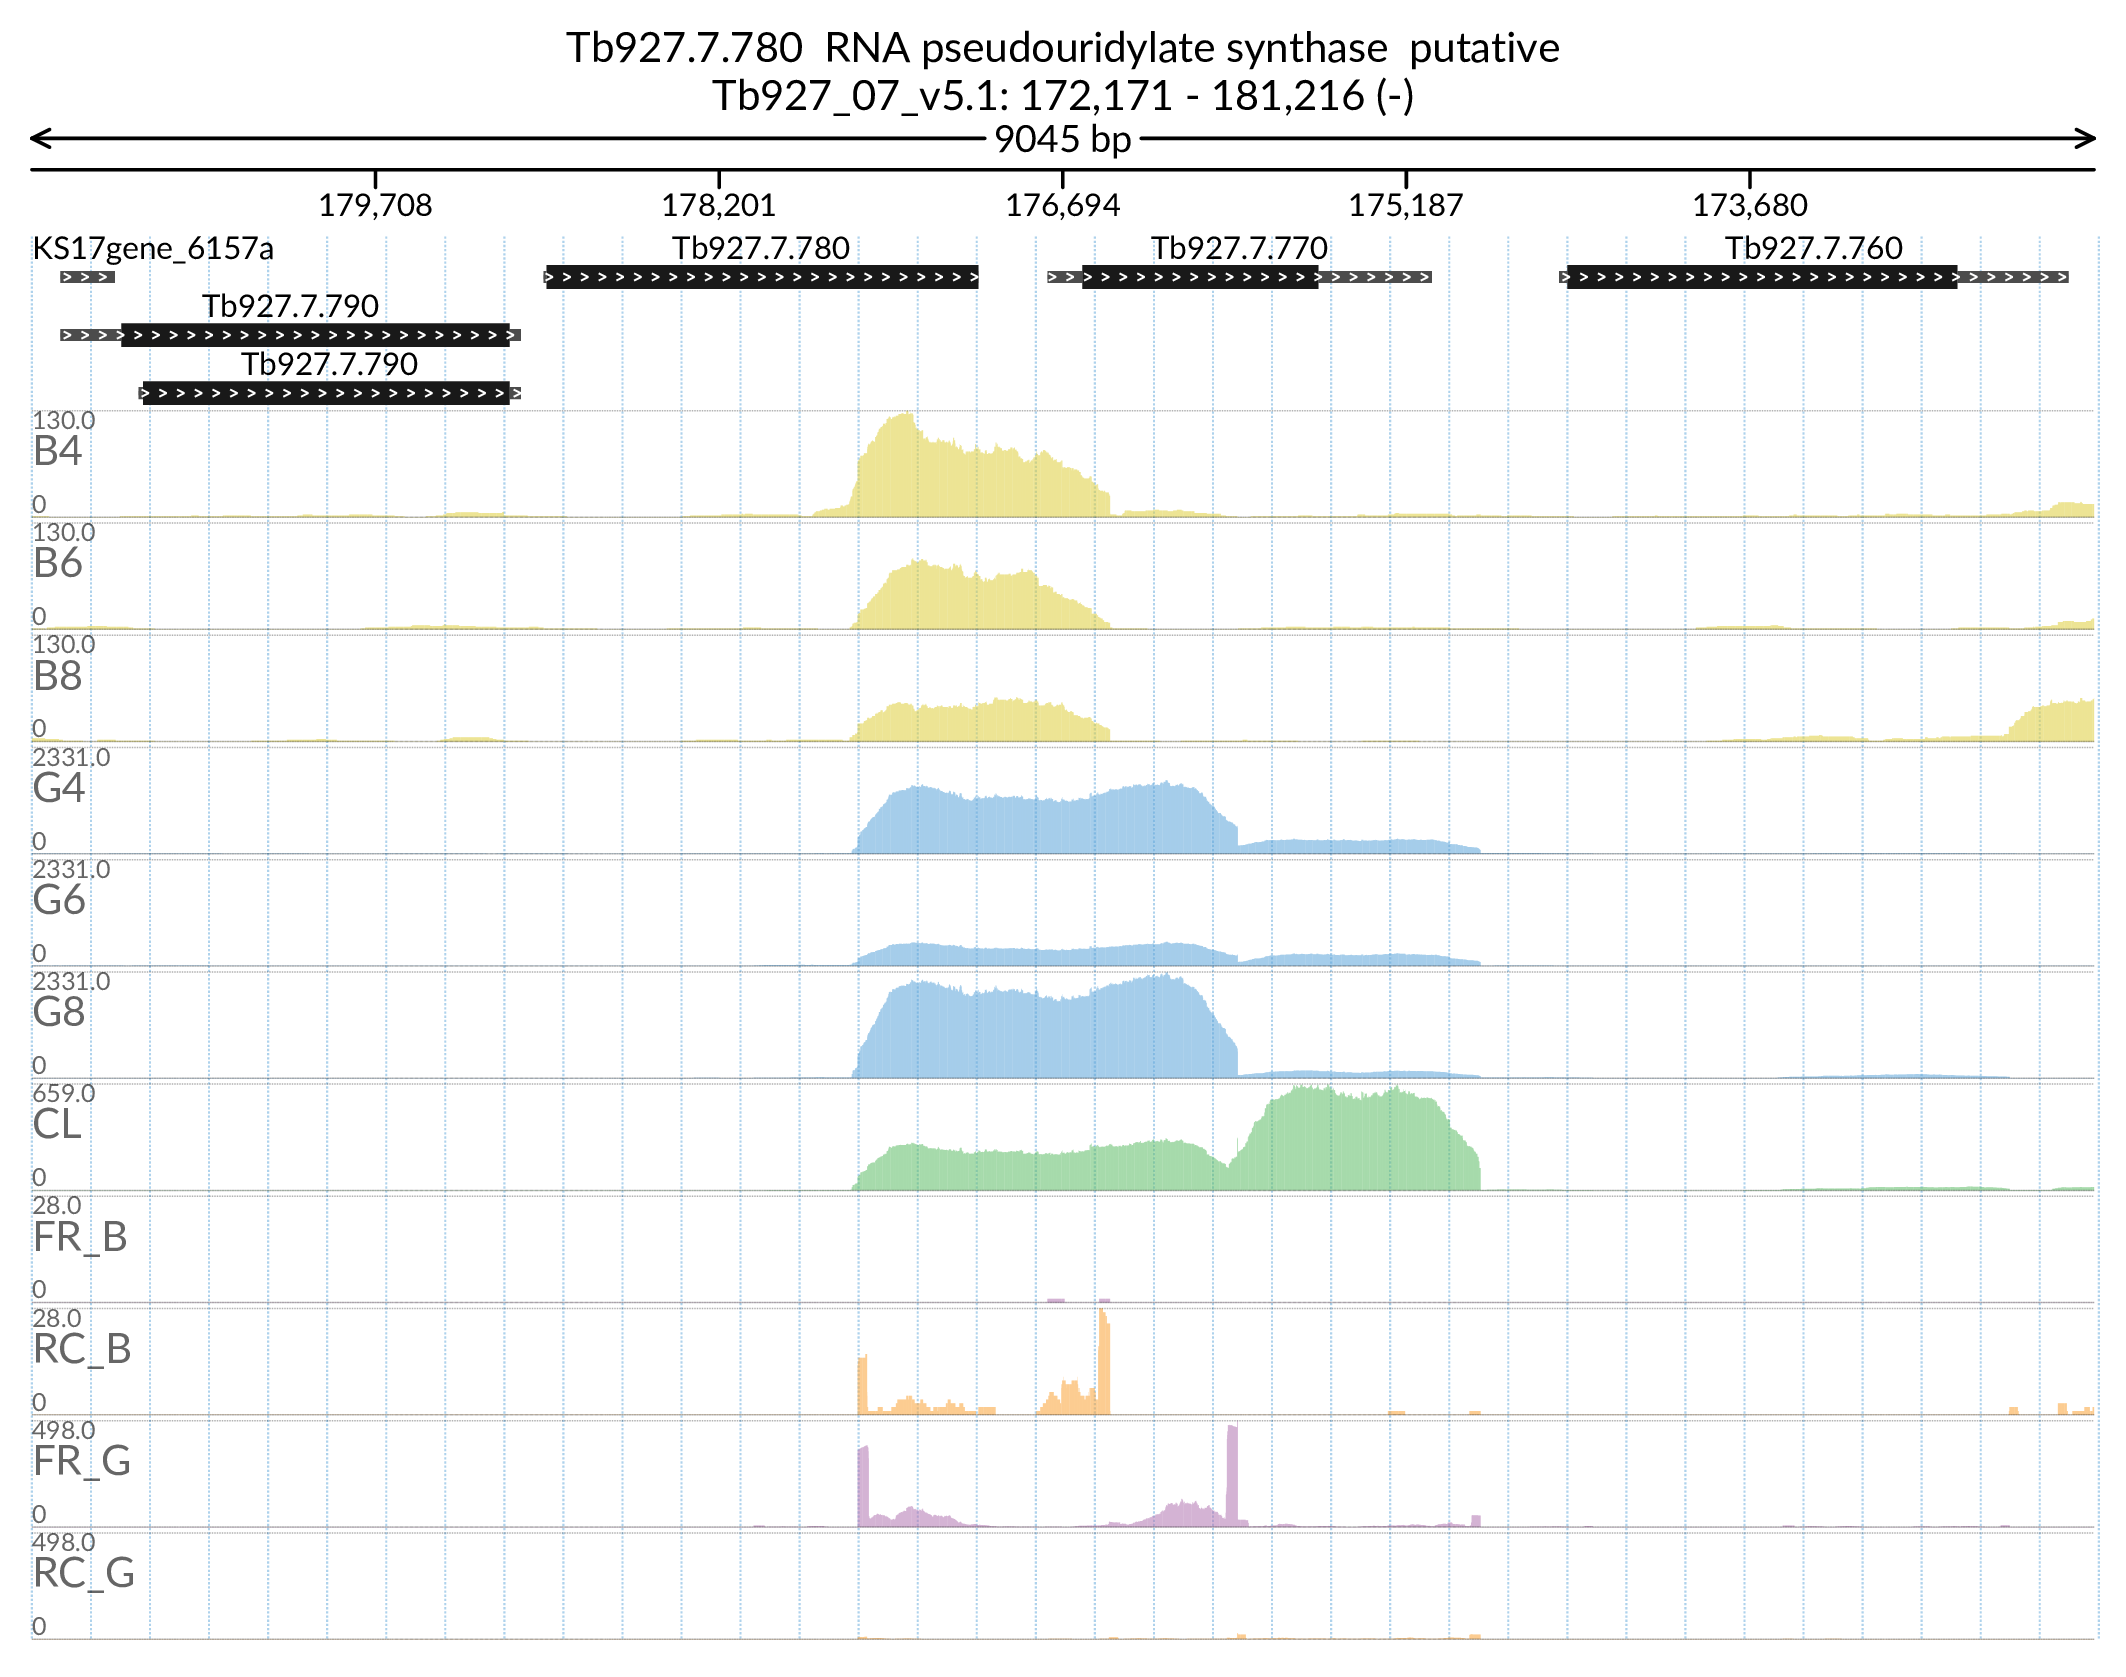 Tb927.7.780 RNA pseudouridylate synthase putative
Tb927_07_v5.1: 172,171 - 181,216 (-)
9045 bp
179,708 178,201 176,694 175,187 173,680
KS17gene_6157a Tb927.7.780 Tb927.7.770 Tb927.7.760
Tb927.7.790
Tb927.7.790
130.0
B4
0
130.0
B6
0
130.0
B8
0
2331.0
G4
0
2331.0
G6
0
2331.0
G8
0
659.0
CL
0
28.0
FR_B
0
28.0
RC_B
0
498.0
FR_G
0
498.0
RC_G
0